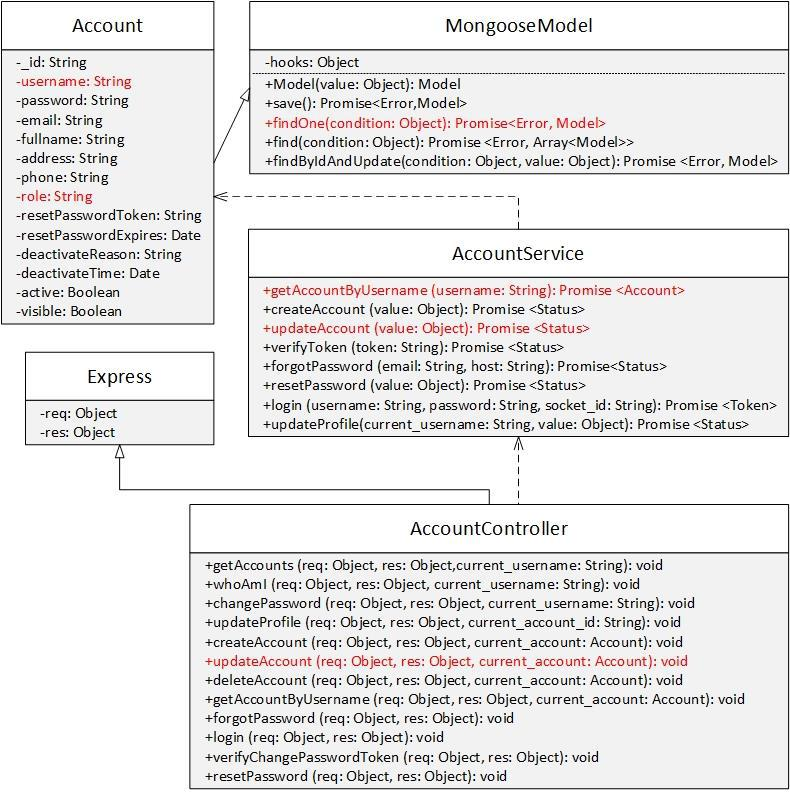 Account
-_id: String
-username: String
-password: String
-email: String
-fullname: String
-address: String
-phone: String
-role: String
-resetPasswordToken: String
-resetPasswordExpires: Date
-deactivateReason: String
-deactivateTime: Date
-active: Boolean
-visible: Boolean
MongooseModel
-hooks: Object
+Model(value: Object): Model
+save(): Promise<Error,Model>
+findOne(condition: Object): Promise<Error, Model>
+find(condition: Object): Promise <Error, Array<Model>>
+findByIdAndUpdate(condition: Object, value: Object): Promise <Error, Model>
AccountService
+getAccountByUsername (username: String): Promise <Account>
+createAccount (value: Object): Promise <Status>
+updateAccount (value: Object): Promise <Status>
+verifyToken (token: String): Promise <Status>
+forgotPassword (email: String, host: String): Promise<Status>
+resetPassword (value: Object): Promise <Status>
+login (username: String, password: String, socket_id: String): Promise <Token>
+updateProfile(current_username: String, value: Object): Promise <Status>
Express
-req: Object
-res: Object
AccountController
+getAccounts (req: Object, res: Object,current_username: String): void
+whoAmI (req: Object, res: Object, current_username: String): void
+changePassword (req: Object, res: Object, current_username: String): void
+updateProfile (req: Object, res: Object, current_account_id: String): void
+createAccount (req: Object, res: Object, current_account: Account): void
+updateAccount (req: Object, res: Object, current_account: Account): void
+deleteAccount (req: Object, res: Object, current_account: Account): void
+getAccountByUsername (req: Object, res: Object, current_account: Account): void
+forgotPassword (req: Object, res: Object): void
+login (req: Object, res: Object): void
+verifyChangePasswordToken (req: Object, res: Object): void
+resetPassword (req: Object, res: Object): void